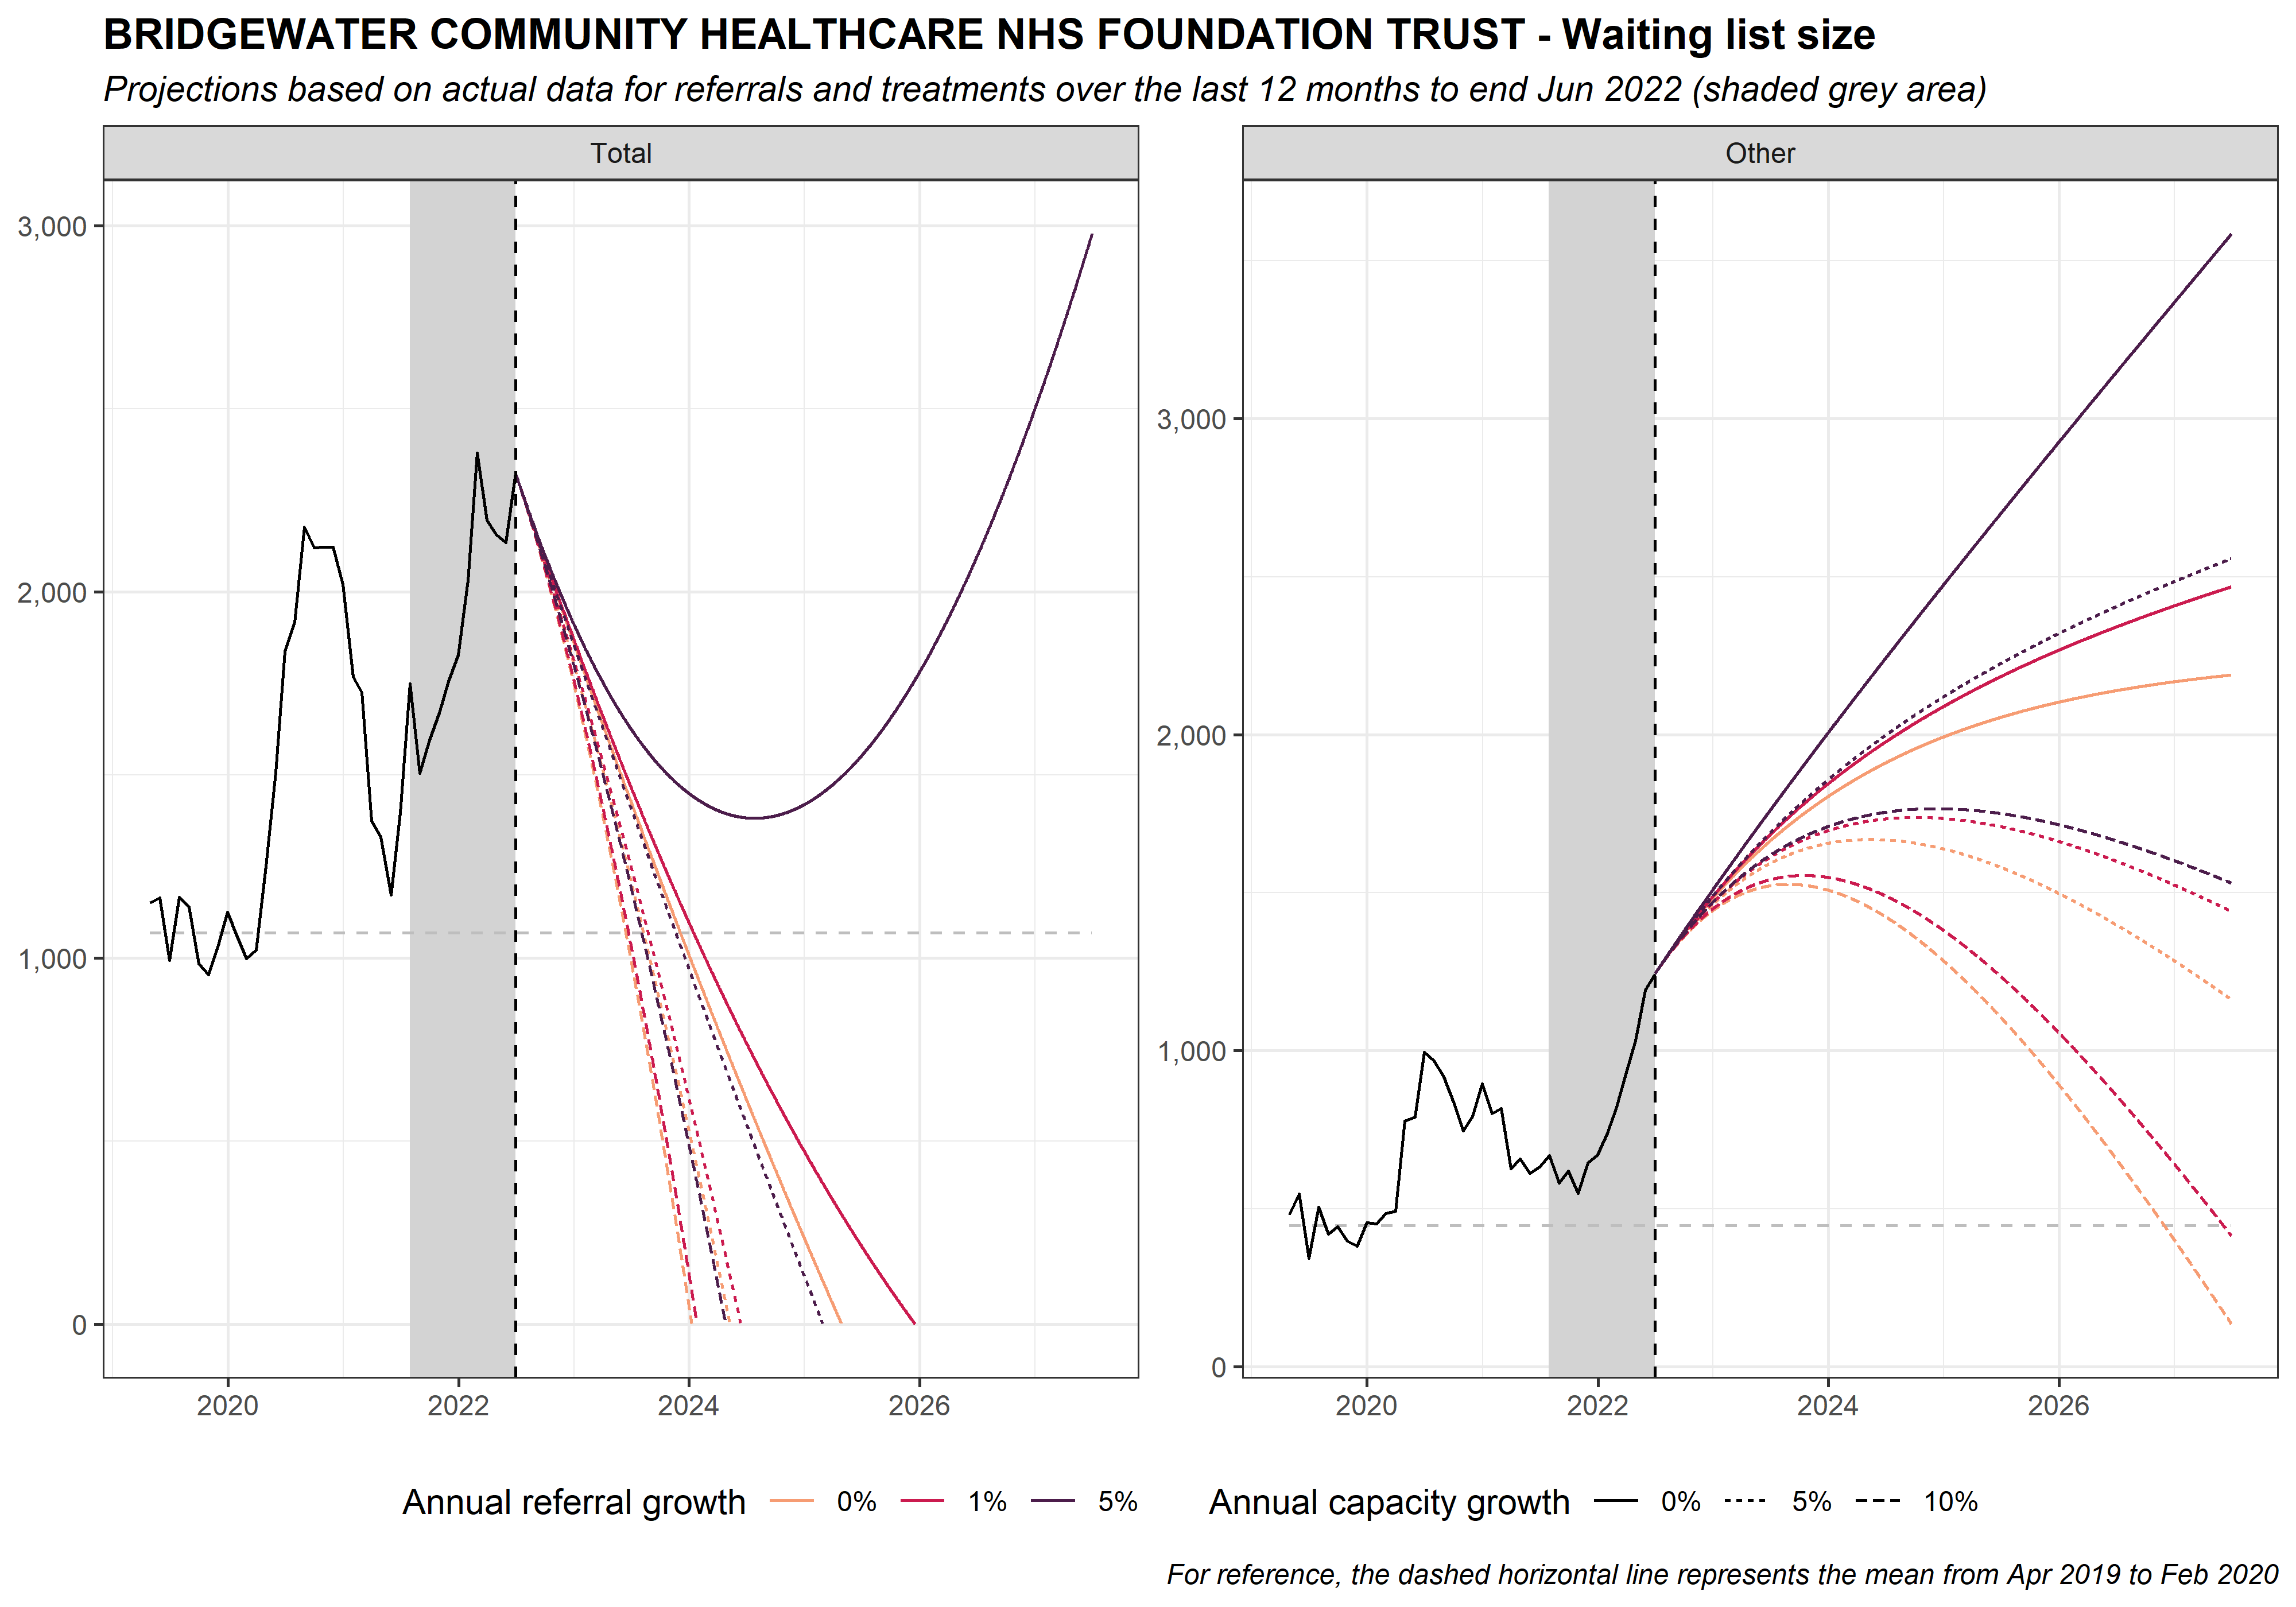 BRIDGEWATER COMMUNITY HEALTHCARE NHS FOUNDATION TRUST - Waiting list size
Projections based on actual data for referrals and treatments over the last 12 months to end Jun 2022 (shaded grey area)
Total
3,000
2,000
1,000
0
2020 2022 2024 2026
Other
3,000
2,000
1,000
0
2020 2022 2024 2026
Annual referral growth 0% 1% 5%
Annual capacity growth 0% 5% 10%
For reference, the dashed horizontal line represents the mean from Apr 2019 to Feb 2020